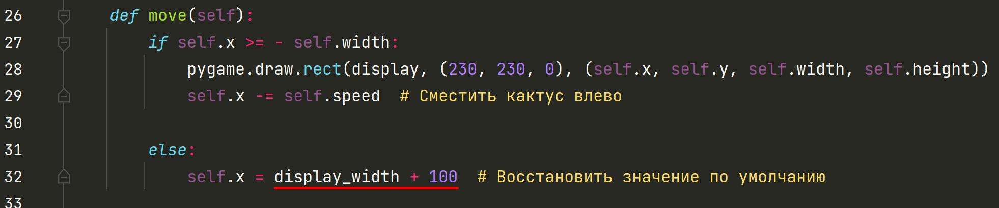 26 def move(self):
27 if self.x >= - self.width:
28 pygame.draw.rect(display, (230, 230, 0), (self.x, self.y, self.width, self.height))
29 self.x -= self.speed # Сместить кактус влево
30
31 else:
32 self.x = display_width + 100 # Восстановить значение по умолчанию
33